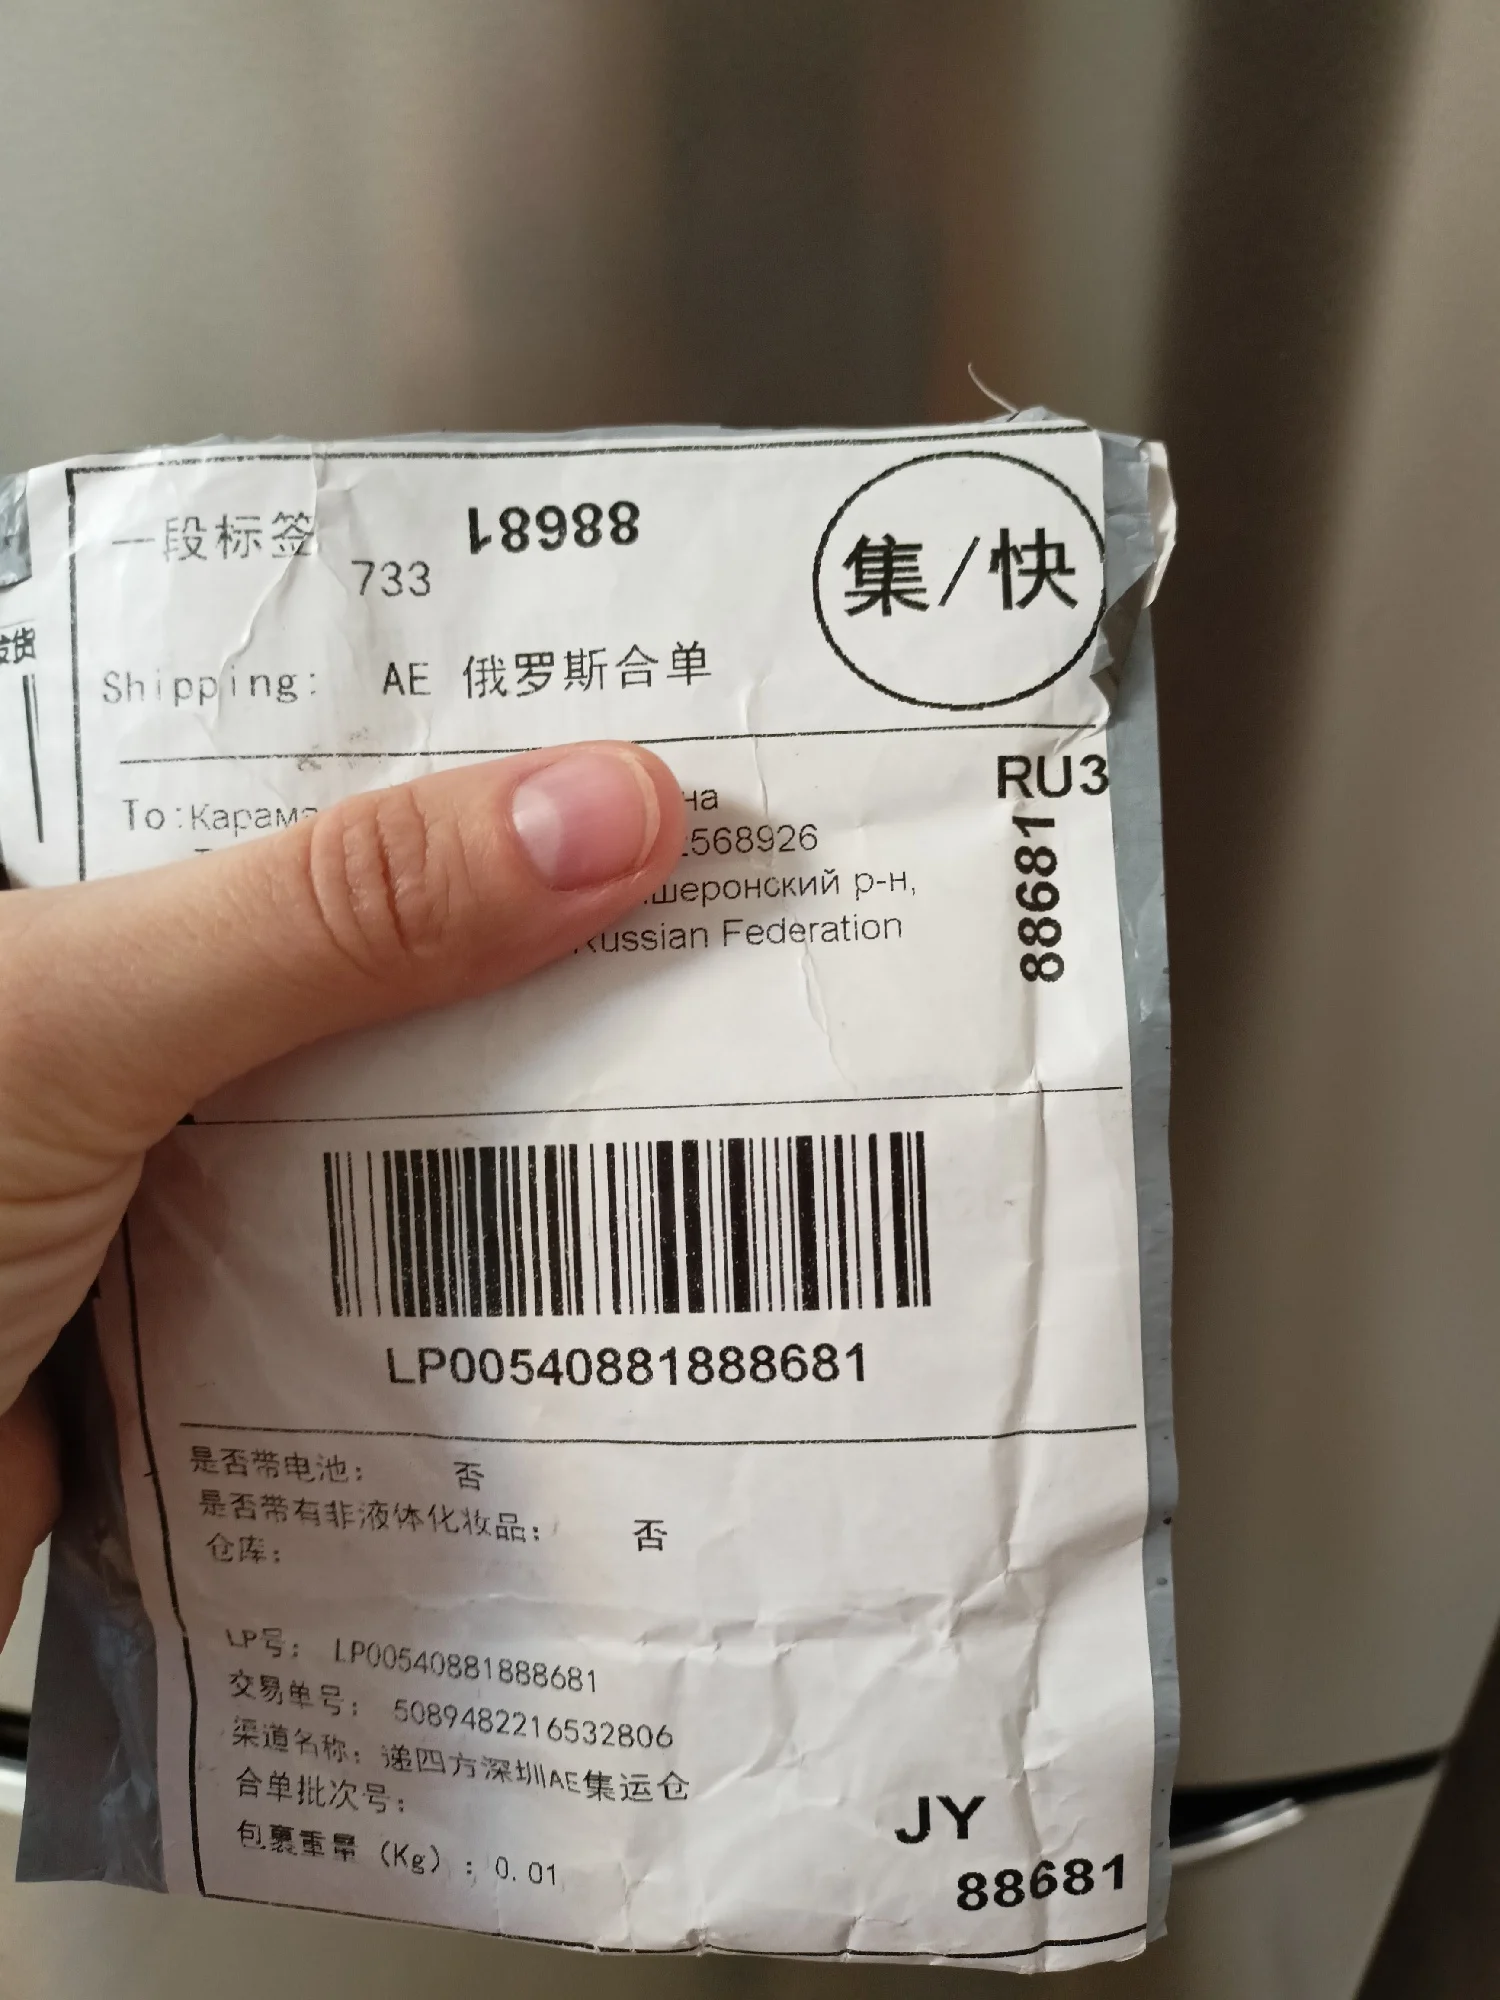 一段标签
88681
733
集/快
Shipping: AE 俄罗斯合单
发货
RU3
To:Карама
на
568926
шеронский р-н,
Russian Federation
88681
LP00540881888681
是否带电池: 否
是否带有非液体化妆品: 否
仓库:
LP号: LP00540881888681
交易单号: 5089482216532806
渠道名称: 递四方深圳AE集运仓
合单批次号:
包裹重量 (Kg) : 0.01
JY
88681